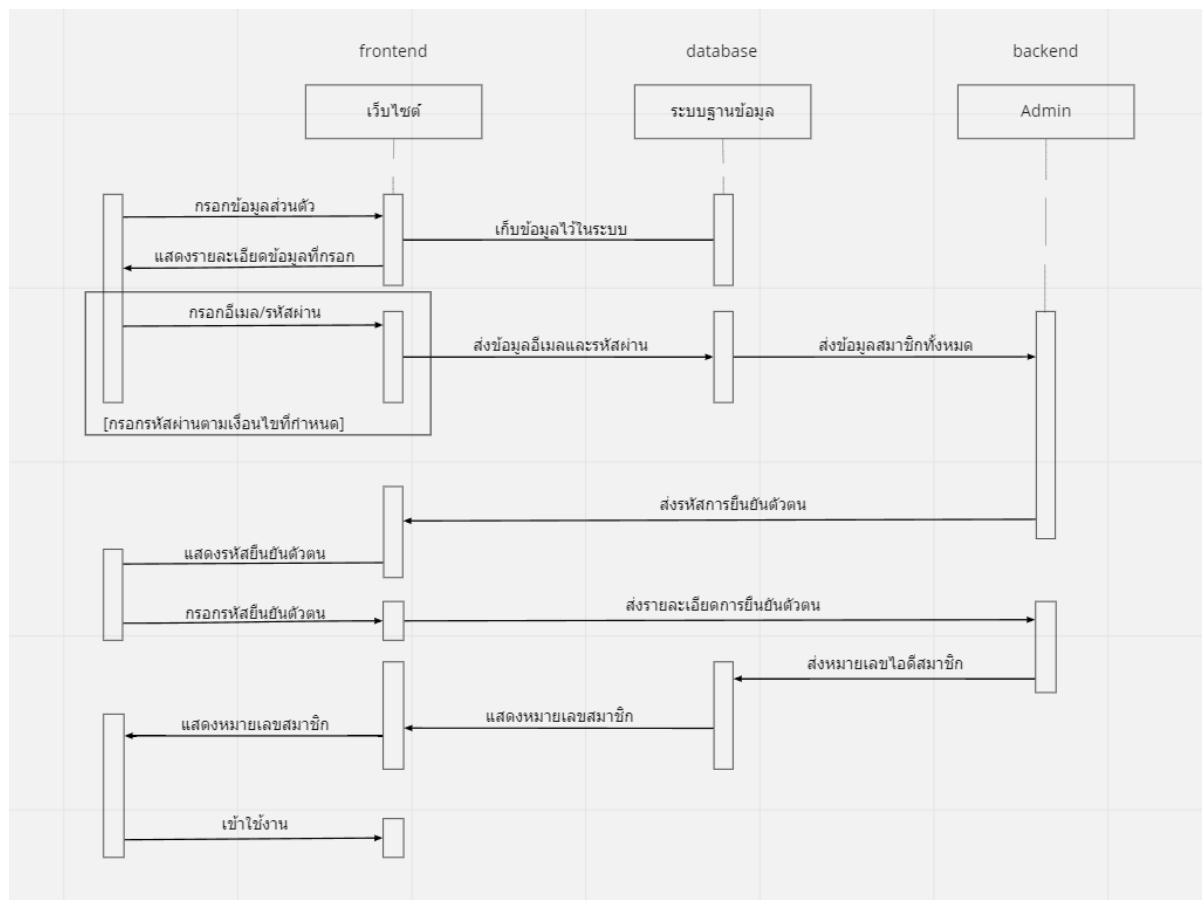 frontend
database
backend
เว็บไซต์
ระบบฐานข้อมูล
Admin
กรอกข้อมูลส่วนตัว
เก็บข้อมูลไว้ในระบบ
แสดงรายละเอียดข้อมูลที่กรอก
กรอกอีเมล/รหัสผ่าน
ส่งข้อมูลอีเมลและรหัสผ่าน
ส่งข้อมูลสมาชิกทั้งหมด
[กรอกรหัสผ่านตามเงื่อนไขที่กำหนด]
ส่งรหัสการยืนยันตัวตน
แสดงรหัสยืนยันตัวตน
กรอกรหัสยืนยันตัวตน
ส่งรายละเอียดการยืนยันตัวตน
ส่งหมายเลขไอดีสมาชิก
แสดงหมายเลขสมาชิก
แสดงหมายเลขสมาชิก
เข้าใช้งาน